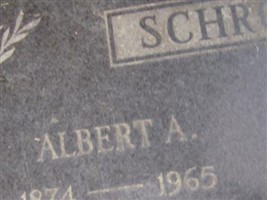 SCHR
ALBERT A.
1874 — 1965